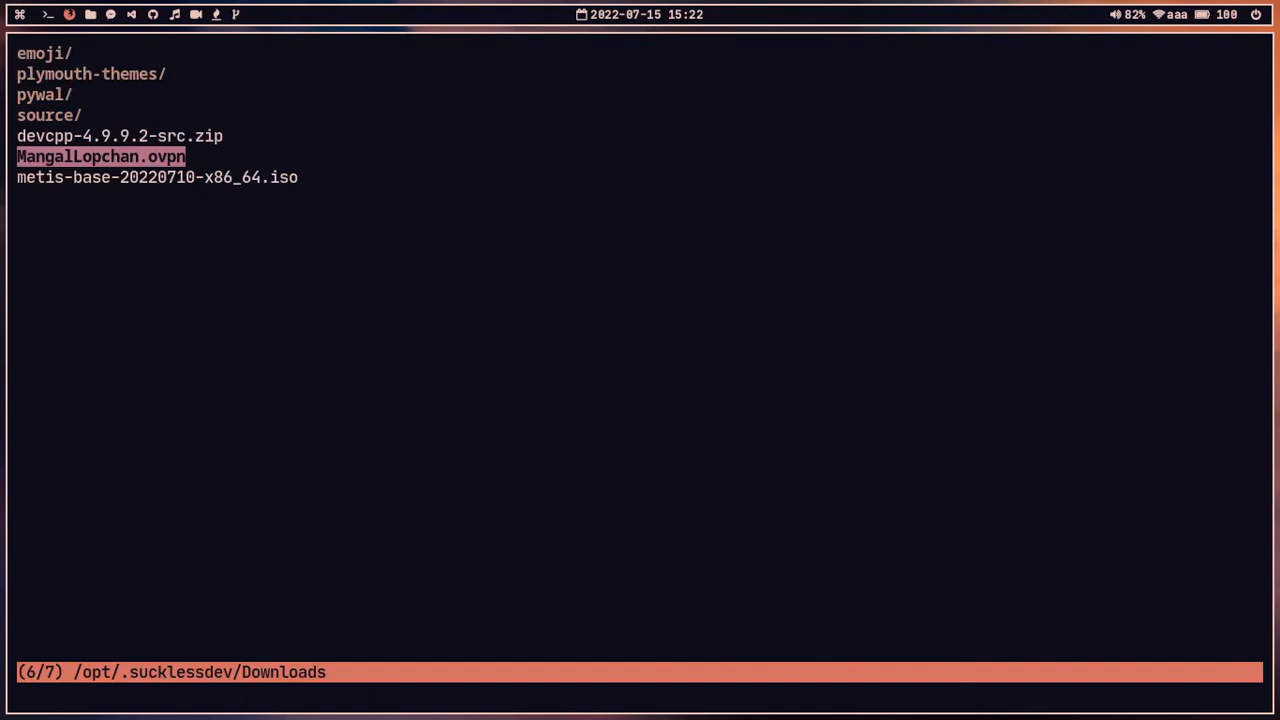 2022-07-15 15:22
82% aaa 100
emoji/
plymouth-themes/
pywal/
source/
devcpp-4.9.9.2-src.zip
MangalLopchan.ovpn
metis-base-20220710-x86_64.iso
(6/7) /opt/.sucklessdev/Downloads